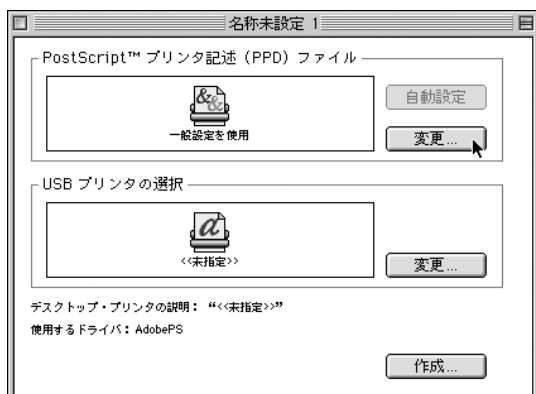 名称未設定 1
PostScript™ プリンタ記述（PPD）ファイル
自動設定
一般設定を使用
変更...
USB プリンタの選択
<<未指定>>
変更...
デスクトップ・プリンタの説明： “<<未指定>>”
使用するドライバ： AdobePS
作成...